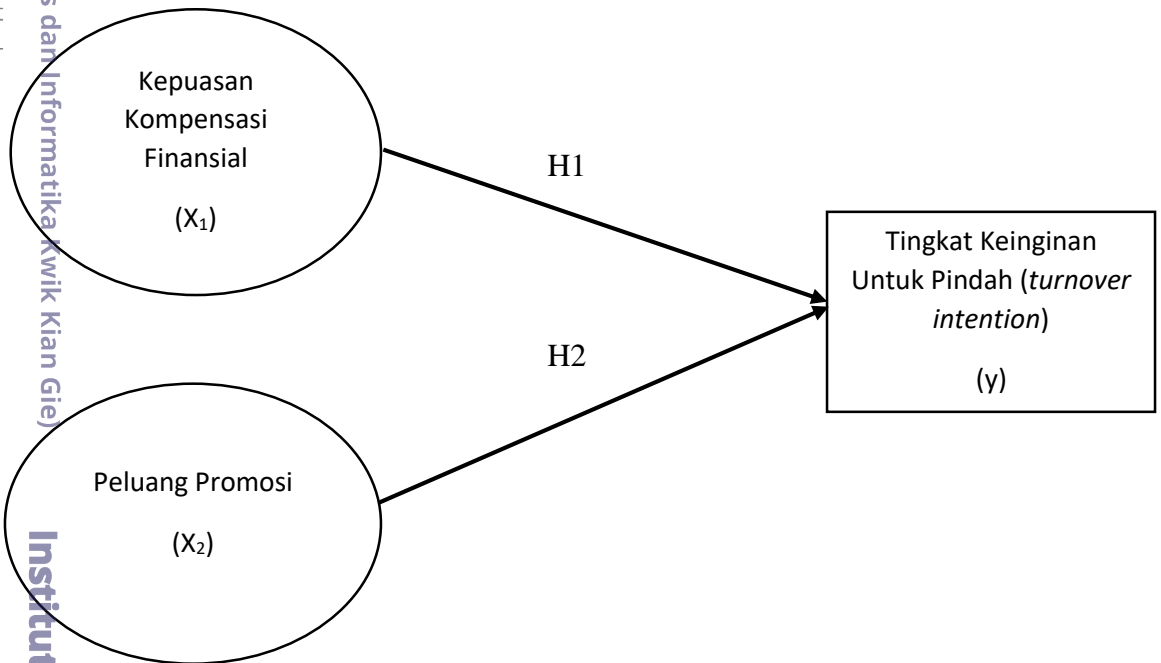 s dan Informatika Kwik Kian Gie)
Institut
Kepuasan
Kompensasi
Finansial
(X₁)
H1
Tingkat Keinginan
Untuk Pindah (turnover
intention)
(y)
H2
Peluang Promosi
(X₂)